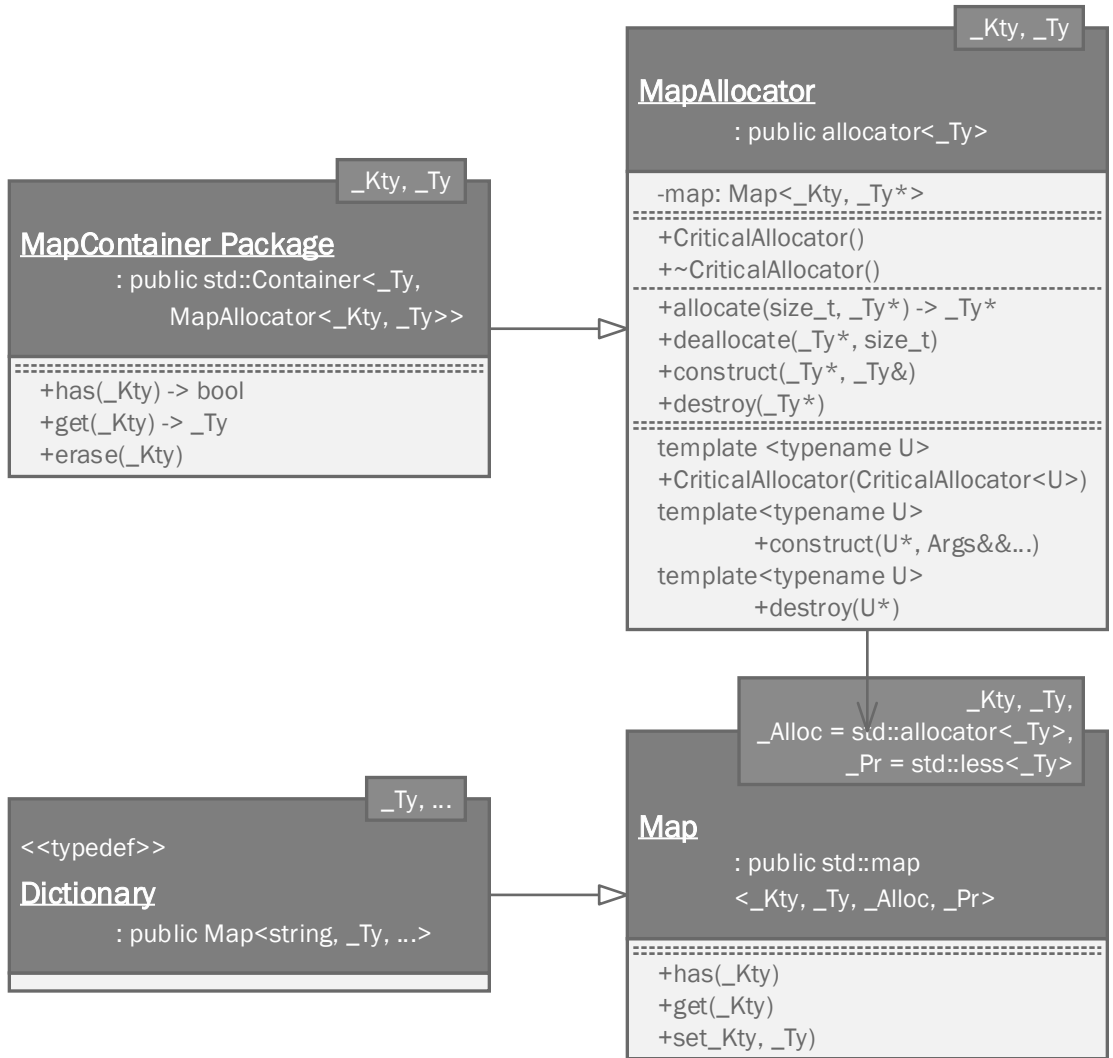 _Kty, _Ty
MapAllocator
: public allocator<_Ty>
-map: Map<_Kty, _Ty*>
+CriticalAllocator()
+~CriticalAllocator()
+allocate(size_t, _Ty*) -> _Ty*
+deallocate(_Ty*, size_t)
+construct(_Ty*, _Ty&)
+destroy(_Ty*)
template <typename U>
+CriticalAllocator(CriticalAllocator<U>)
template<typename U>
+construct(U*, Args&&...)
template<typename U>
+destroy(U*)
_Kty, _Ty
MapContainer Package
: public std::Container<_Ty,
MapAllocator<_Kty, _Ty>>
+has(_Kty) -> bool
+get(_Kty) -> _Ty
+erase(_Kty)
_Kty, _Ty,
_Alloc = std::allocator<_Ty>,
_Pr = std::less<_Ty>
Map
: public std::map
<_Kty, _Ty, _Alloc, _Pr>
+has(_Kty)
+get(_Kty)
+set_Kty, _Ty)
_Ty, ...
<<typedef>>
Dictionary
: public Map<string, _Ty, ...>